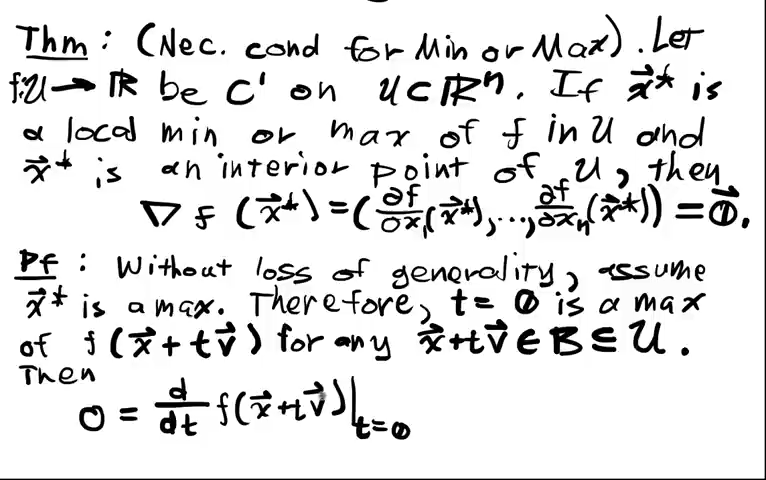 Thm: (Nec. cond for Min or Max). Let
f:U → ℝ be C' on U⊂ℝⁿ. If x⃗* is
a local min or max of f in U and
x⃗* is an interior point of U, then
∇f(x⃗*)=(∂f/∂x₁(x⃗*),...,∂f/∂xₙ(x⃗*))=0⃗.
Pf: Without loss of generality, assume
x⃗* is a max. Therefore, t=0 is a max
of f(x⃗+tv⃗) for any x⃗+tv⃗∈B⊆U.
Then
0 = d/dt f(x⃗+tv⃗)|t=0